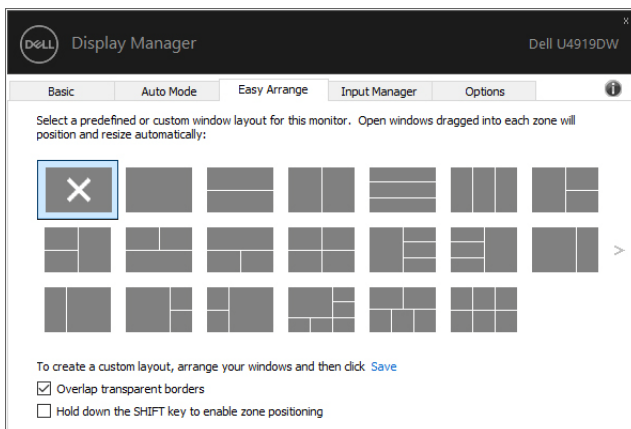 x
DELL Display Manager Dell U4919DW
Basic Auto Mode Easy Arrange Input Manager Options i
Select a predefined or custom window layout for this monitor. Open windows dragged into each zone will
position and resize automatically:
>
To create a custom layout, arrange your windows and then click Save
Overlap transparent borders
Hold down the SHIFT key to enable zone positioning